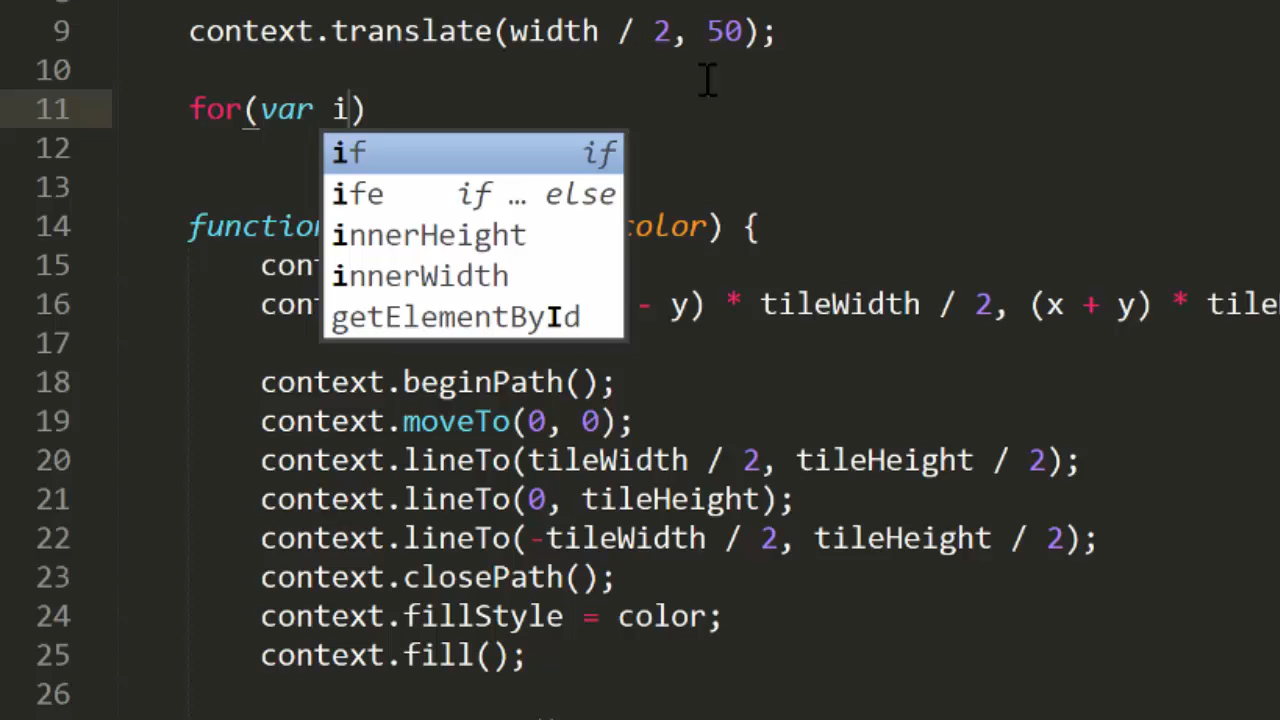 9 context.translate(width / 2, 50);
10
11 for(var i)
12 if if
13 ife if … else
innerHeight
14 function color) {
15 cont
innerWidth
16 cont - y) * tileWidth / 2, (x + y) * tile
getElementById
17
18 context.beginPath();
19 context.moveTo(0, 0);
20 context.lineTo(tileWidth / 2, tileHeight / 2);
21 context.lineTo(0, tileHeight);
22 context.lineTo(-tileWidth / 2, tileHeight / 2);
23 context.closePath();
24 context.fillStyle = color;
25 context.fill();
26